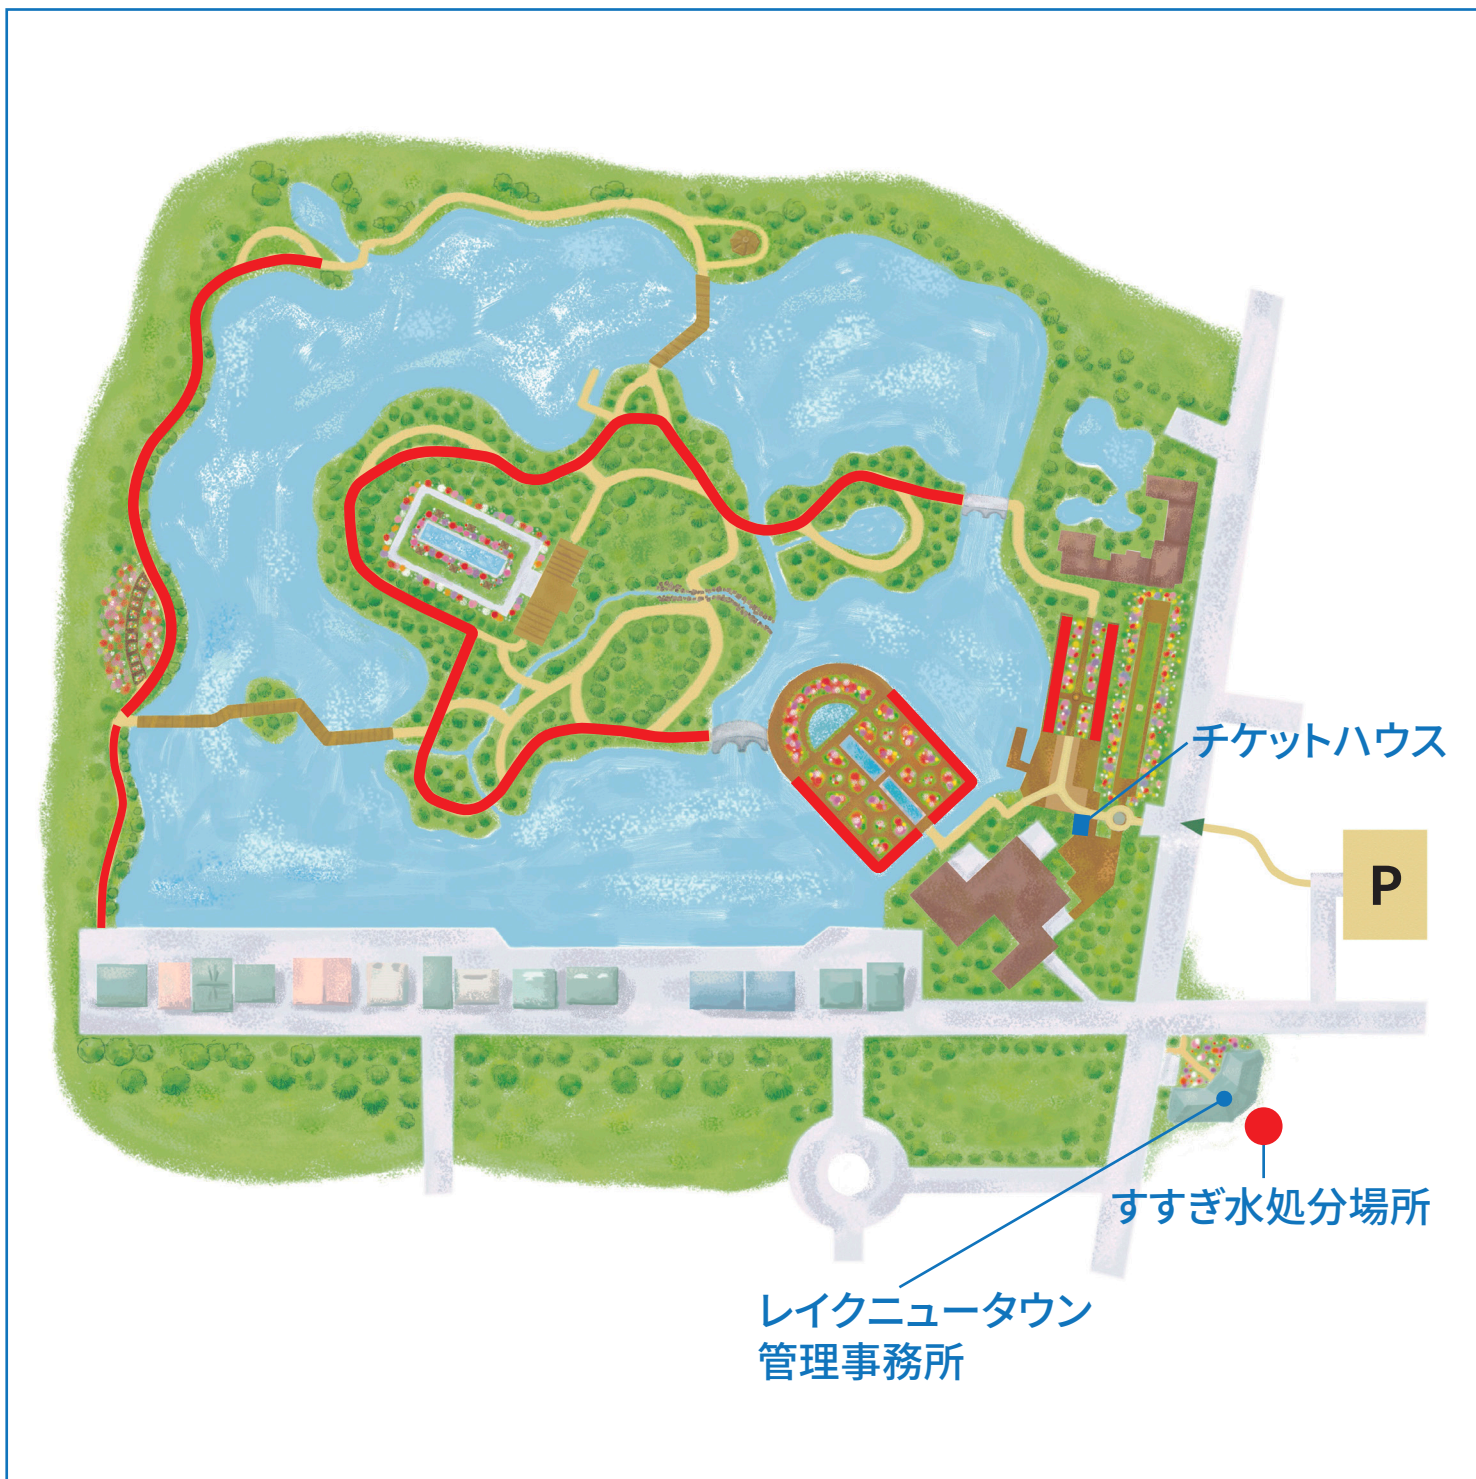 チケットハウス
P
すすぎ水処分場所
レイクニュータウン
管理事務所